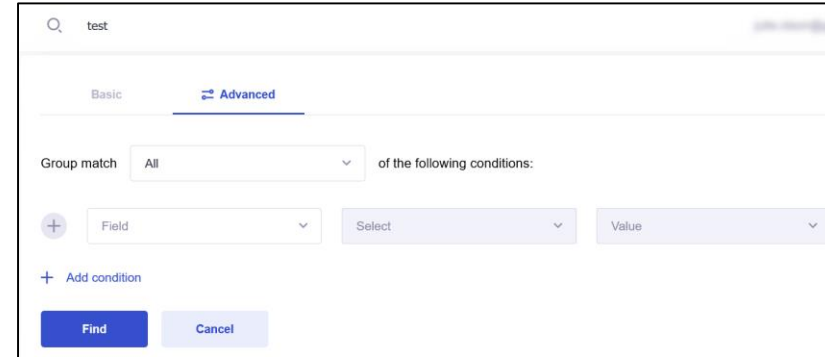 test
Basic Advanced
Group match All of the following conditions:
Field Select Value
+ Add condition
Find Cancel